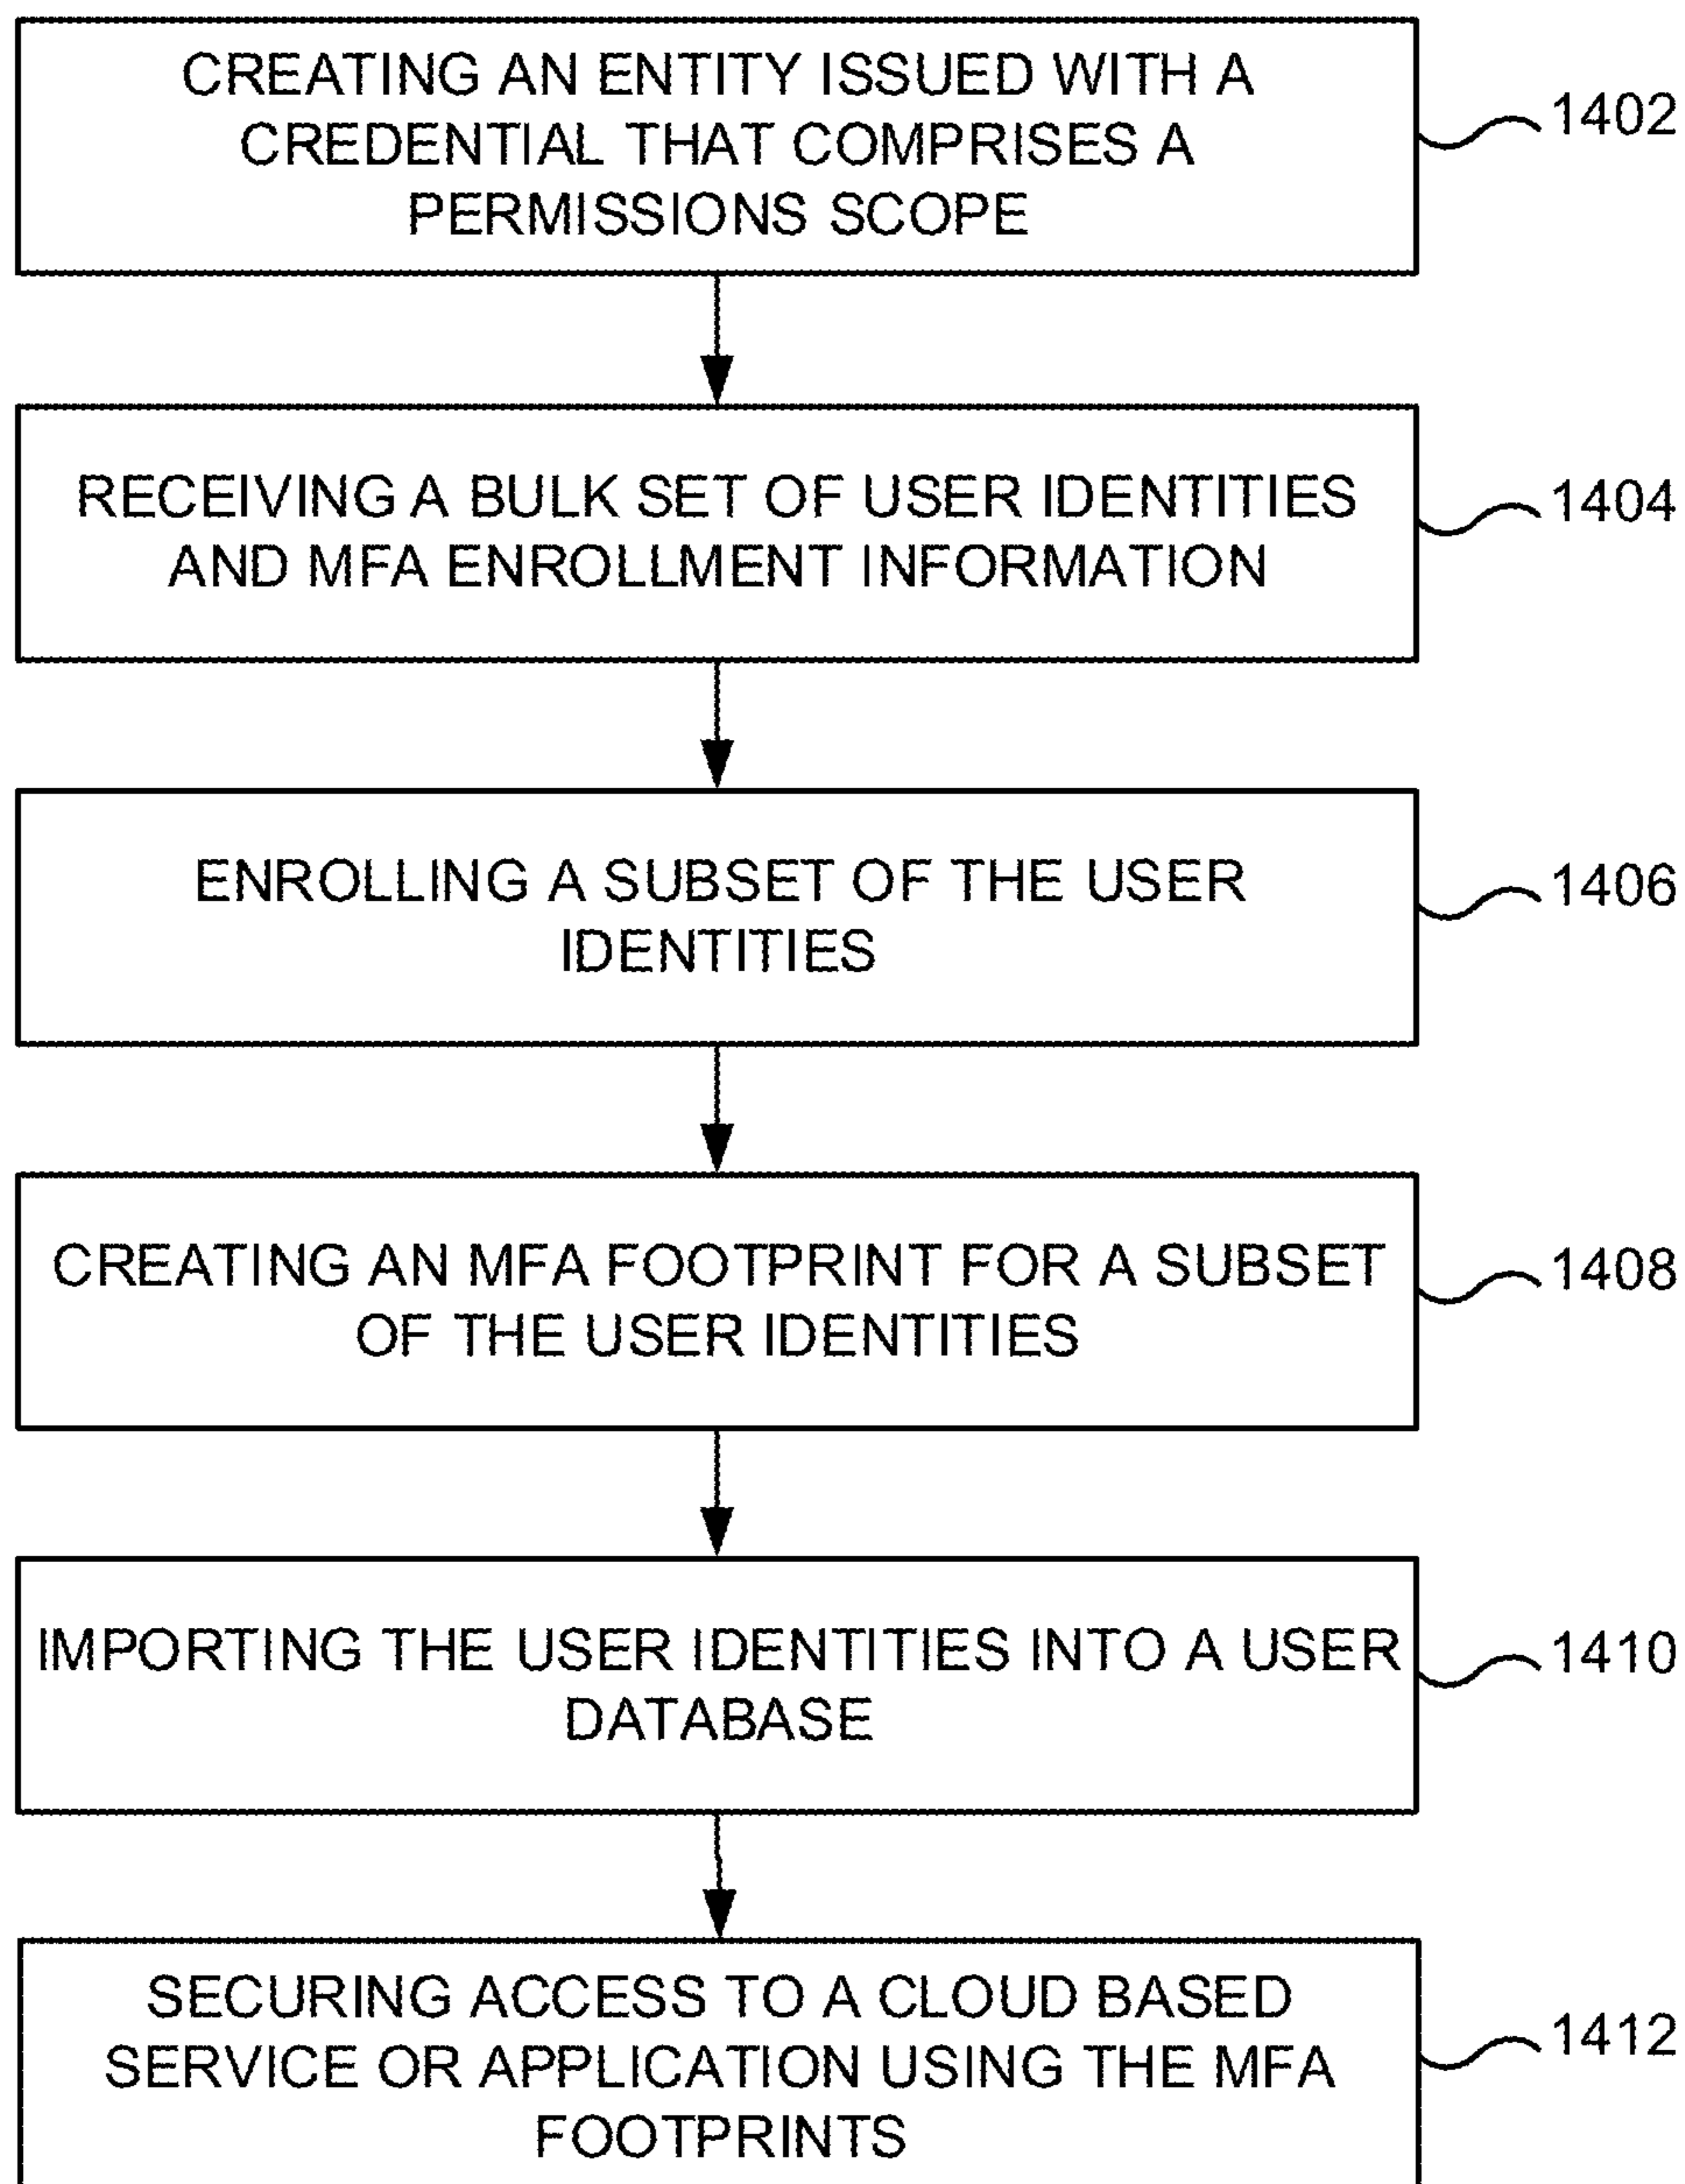 CREATING AN ENTITY ISSUED WITH A
CREDENTIAL THAT COMPRISES A
PERMISSIONS SCOPE
1402
RECEIVING A BULK SET OF USER IDENTITIES
AND MFA ENROLLMENT INFORMATION
1404
ENROLLING A SUBSET OF THE USER
IDENTITIES
1406
CREATING AN MFA FOOTPRINT FOR A SUBSET
OF THE USER IDENTITIES
1408
IMPORTING THE USER IDENTITIES INTO A USER
DATABASE
1410
SECURING ACCESS TO A CLOUD BASED
SERVICE OR APPLICATION USING THE MFA
FOOTPRINTS
1412